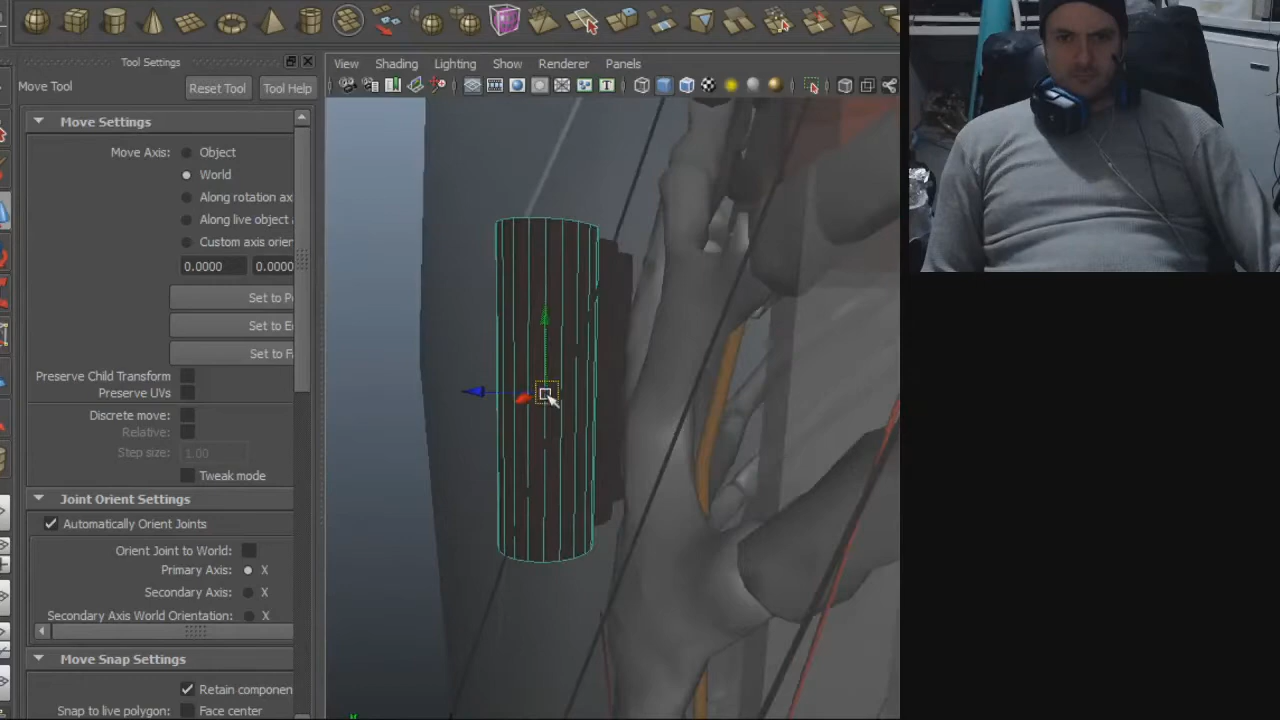 Tool Settings
View Lighting Shading Show Renderer Panels
Move Tool
Reset Tool
Tool Help
Move Settings
Move Axis:
Object
World
Along rotation ax
Along live object
Custom axis orier
0.0000
0.0000
Set to P
Set to E
Set to F
Preserve Child Transform
Preserve UVs
Discrete move:
Relative:
Step size:
1.00
Tweak mode
Joint Orient Settings
Automatically Orient Joints
Orient Joint to World:
Primary Axis:
X
Secondary Axis:
X
Secondary Axis World Orientation:
X
Move Snap Settings
Retain componen
Snap to live polygon:
Face center